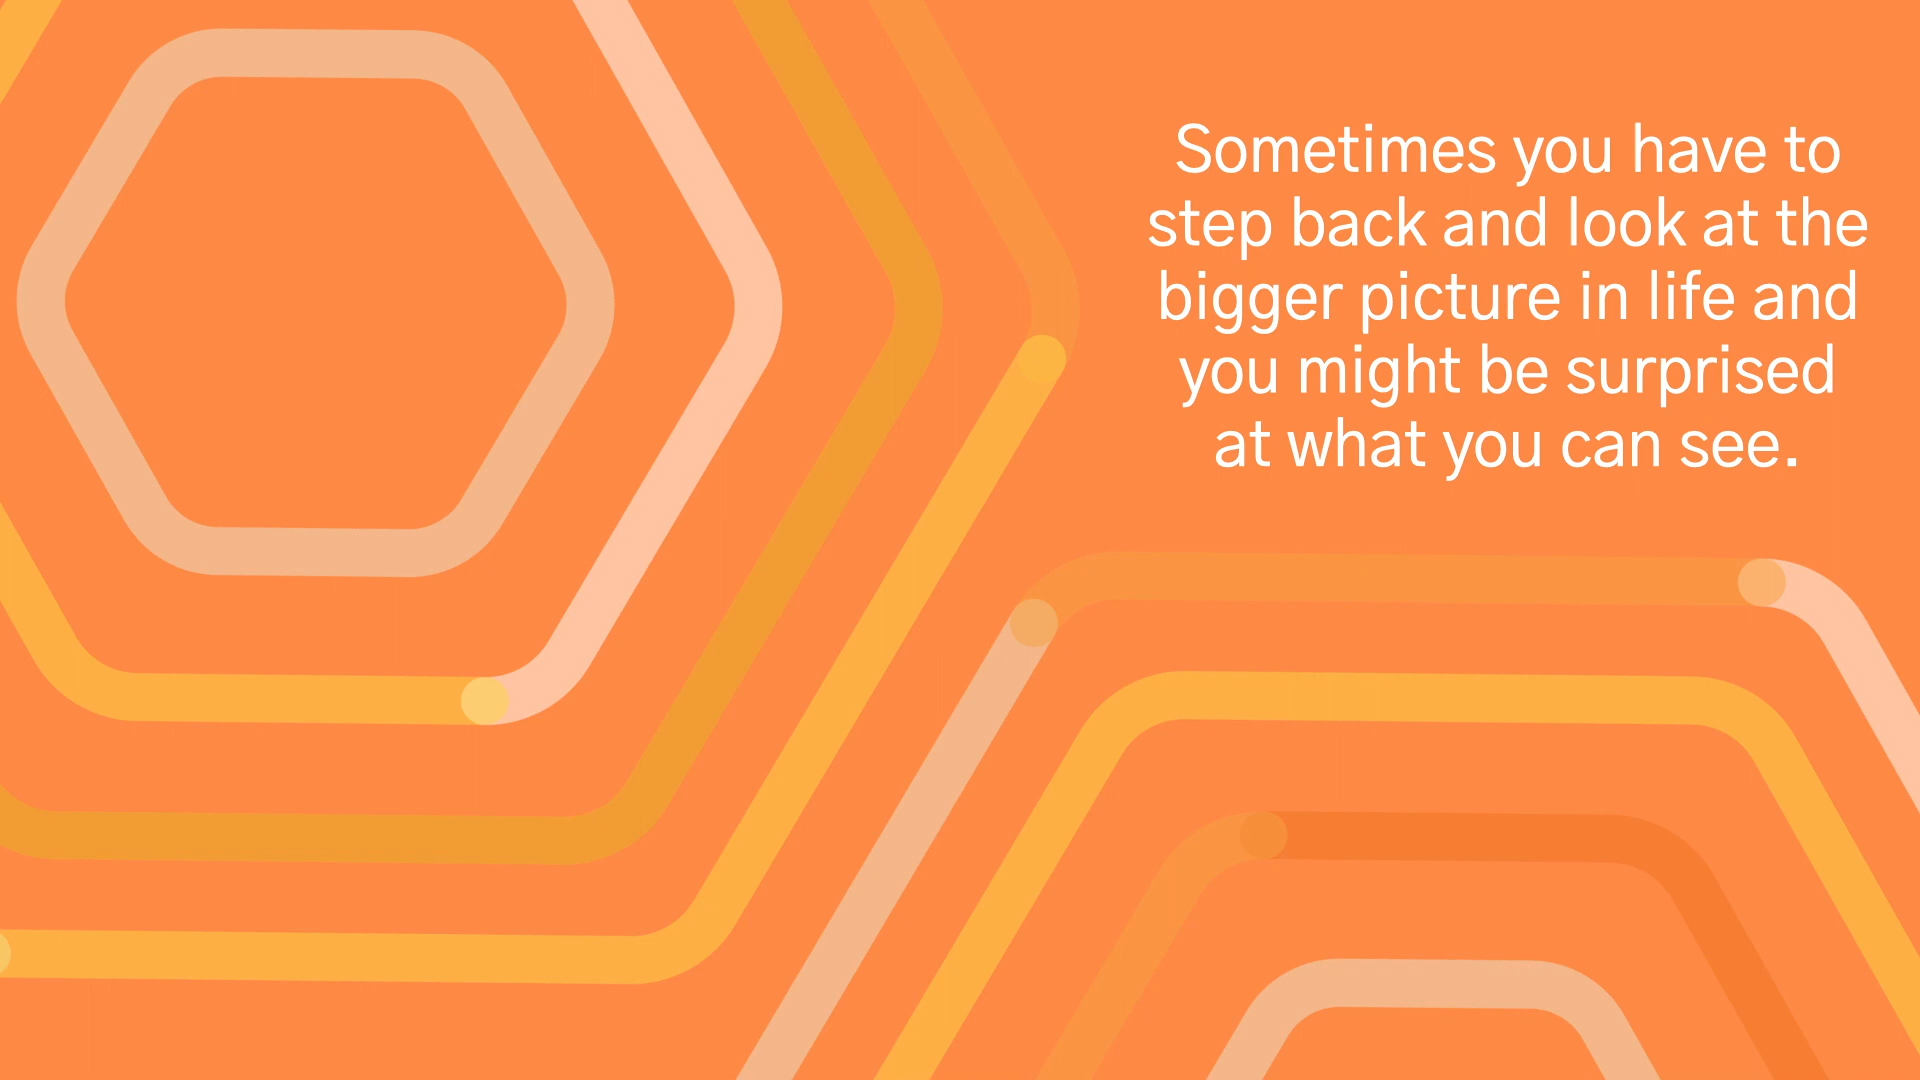 Sometimes you have to
step back and look at the
bigger picture in life and
you might be surprised
at what you can see.